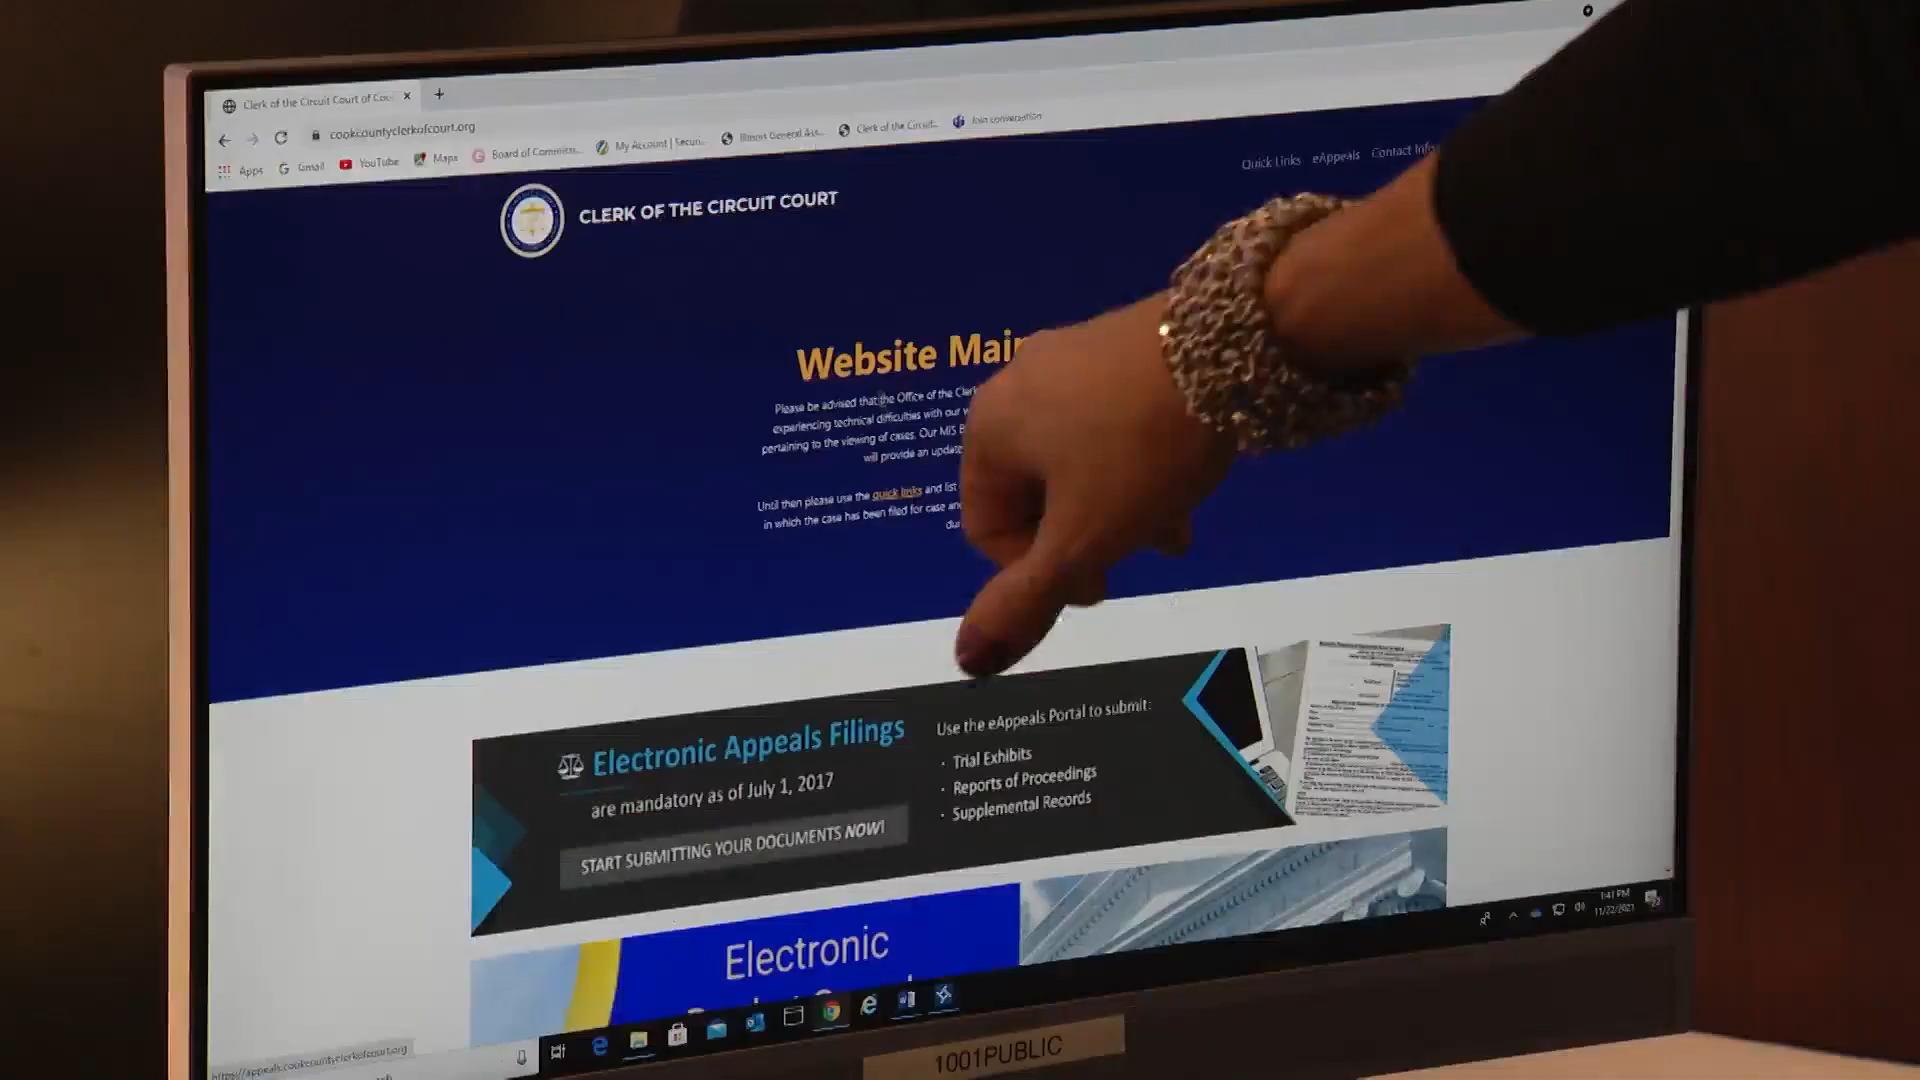 Clerk of the Circuit Court of Coo
cookcountyclerkofcourt.org
Apps Gmail YouTube Maps Board of Commiss... My Account | Secur... Illinois General Ass... Clerk of the Circuit... Join conversation
Quick Links eAppeals Contact Info
CLERK OF THE CIRCUIT COURT
Website Main
Please be advised that the Office of the Clerk
experiencing technical difficulties with our w
pertaining to the viewing of cases. Our MIS B
will provide an update
Until then please use the quick links and list
in which the case has been filed for case and
dur
Electronic Appeals Filings
are mandatory as of July 1, 2017
START SUBMITTING YOUR DOCUMENTS NOW!
Use the eAppeals Portal to submit:
· Trial Exhibits
· Reports of Proceedings
· Supplemental Records
Electronic
https://appeals.cookcountyclerkofcourt.org
1:41 PM
11/22/2021
1001PUBLIC